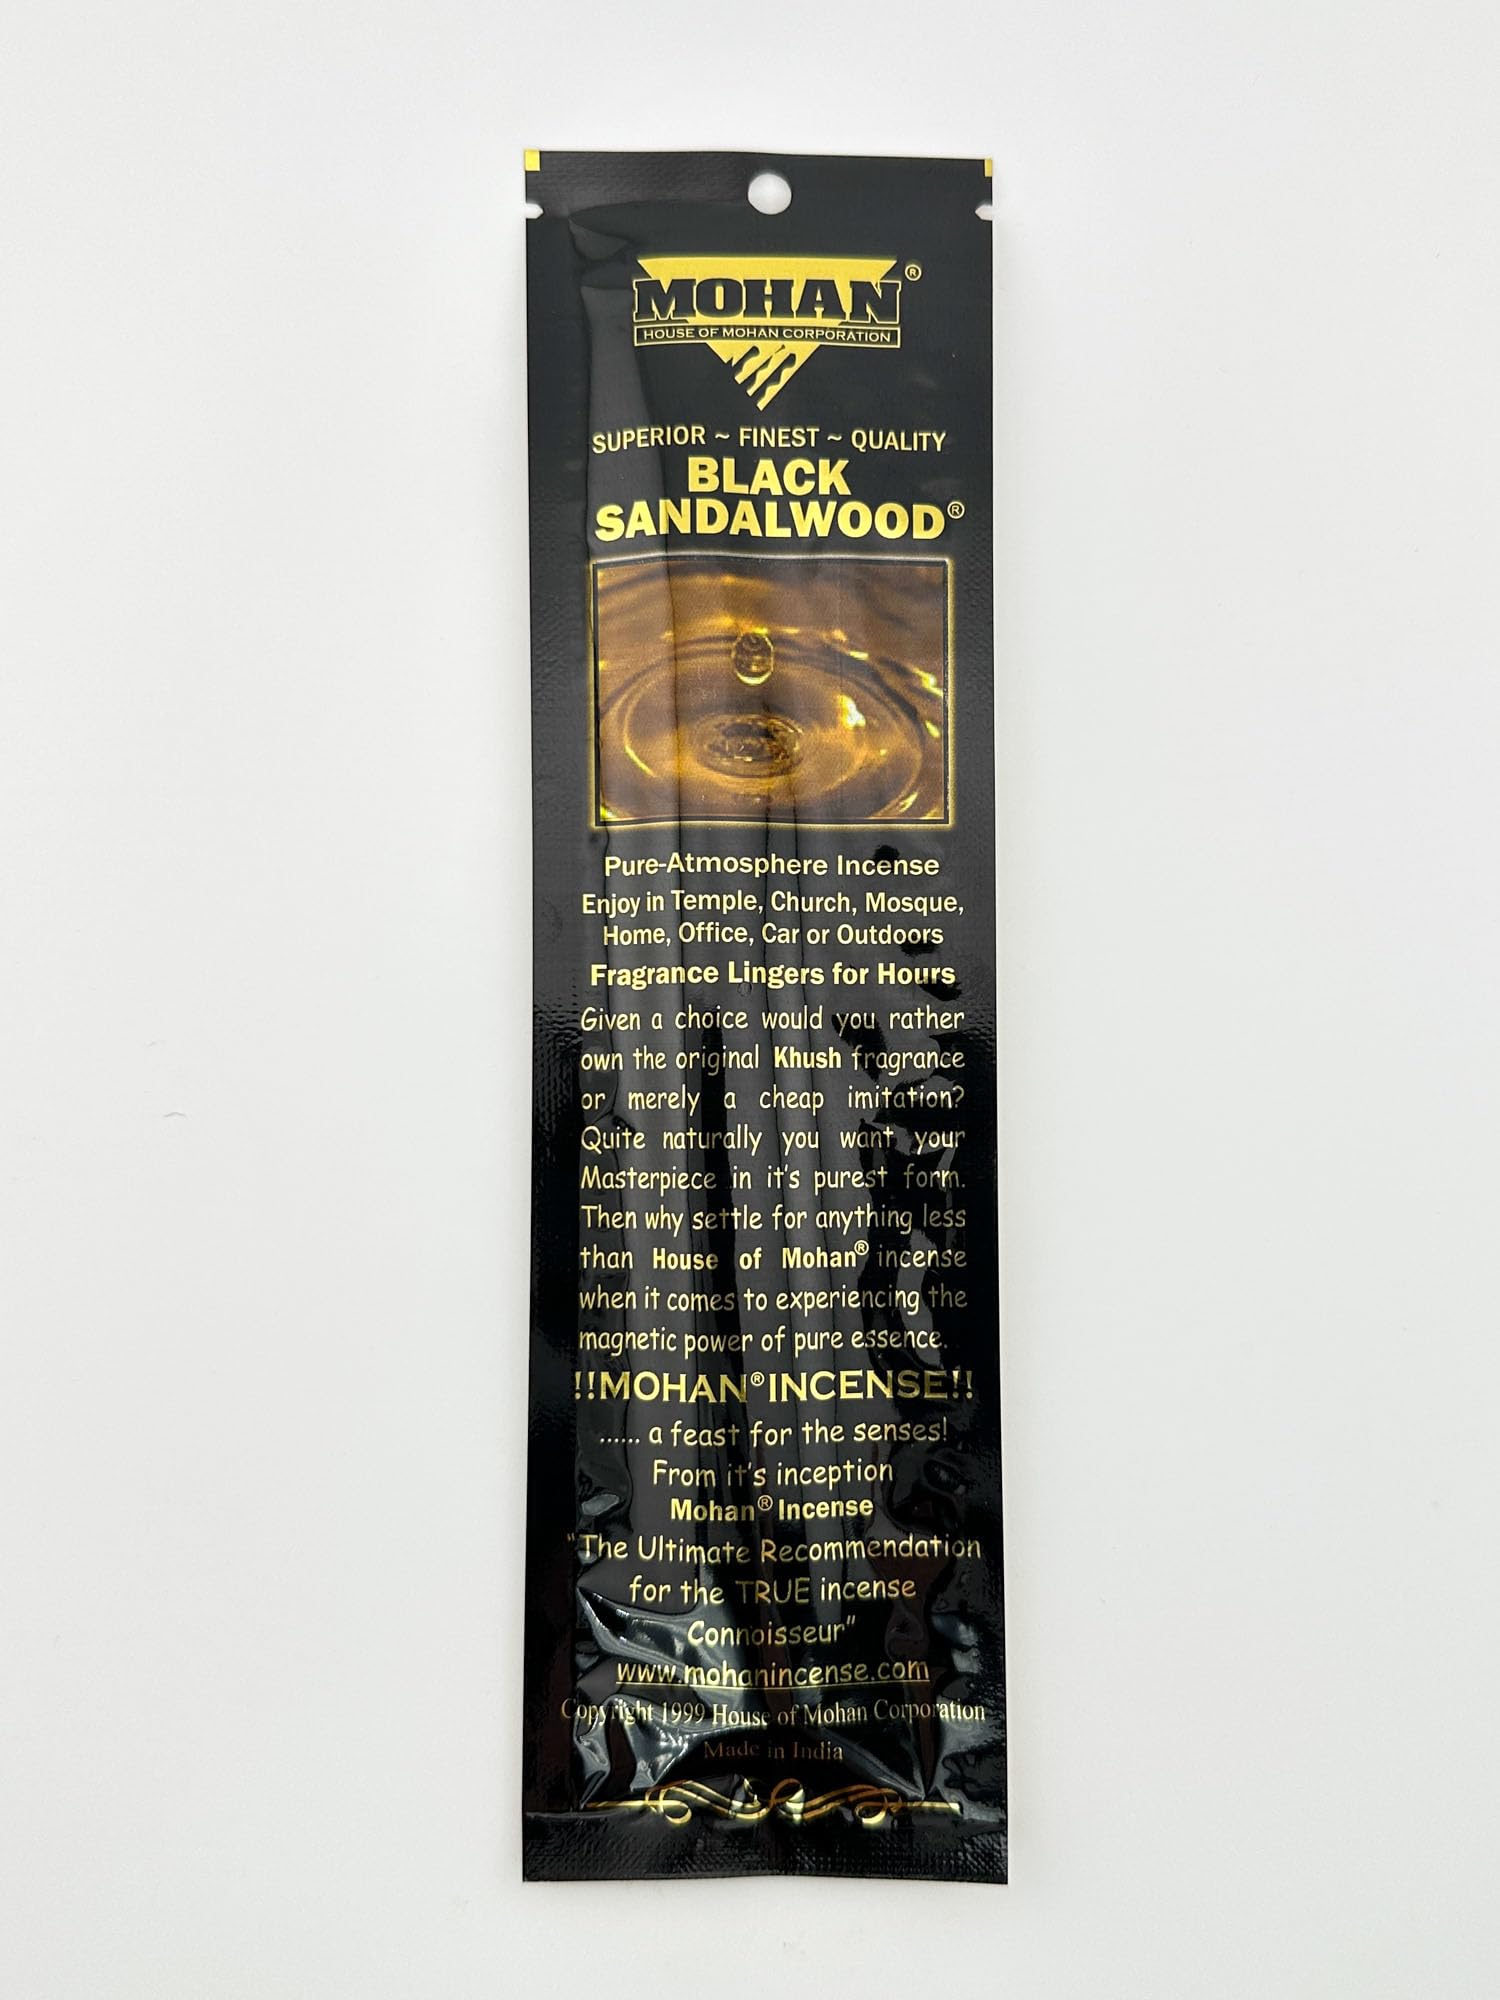 MOHAN®
HOUSE OF MOHAN CORPORATION
SUPERIOR ~ FINEST ~ QUALITY
BLACK
SANDALWOOD®
Pure-Atmosphere Incense
Enjoy in Temple, Church, Mosque,
Home, Office, Car or Outdoors
Fragrance Lingers for Hours
Given a choice would you rather
own the original Khush fragrance
or merely a cheap imitation?
Quite naturally you want your
Masterpiece in it's purest form.
Then why settle for anything less
than House of Mohan® incense
when it comes to experiencing the
magnetic power of pure essence.
!!MOHAN® INCENSE!!
...... a feast for the senses!
From it's inception
Mohan® Incense
"The Ultimate Recommendation
for the TRUE incense
Connoisseur"
www.mohanincense.com
Copyright 1999 House of Mohan Corporation
Made in India